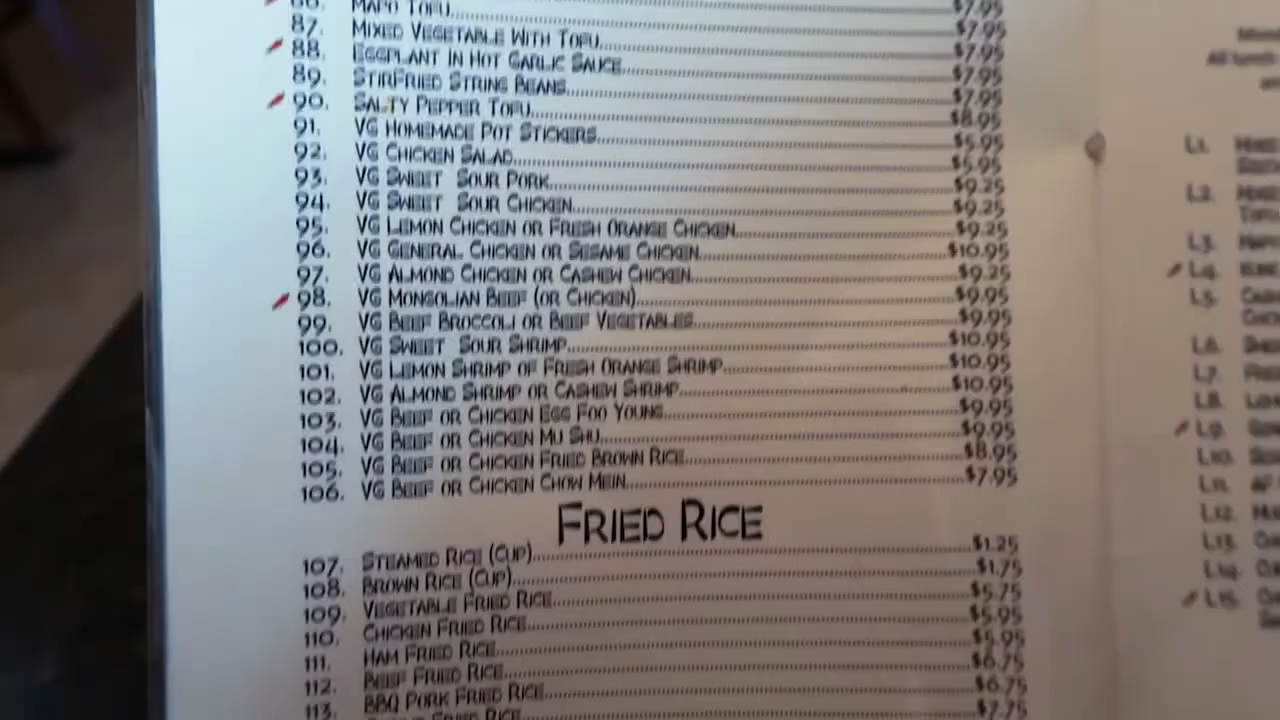 $7.95
86. MAPO TOFU $7.95
87. MIXED VEGETABLE WITH TOFU $7.95
88. EGGPLANT IN HOT GARLIC SAUCE $7.95
89. STIRFRIED STRING BEANS $7.95
90. SALTY PEPPER TOFU $8.95
91. VG HOMEMADE POT STICKERS $5.95
92. VG CHICKEN SALAD $5.95
93. VG SWEET SOUR PORK $9.25
94. VG SWEET SOUR CHICKEN $9.25
95. VG LEMON CHICKEN OR FRESH ORANGE CHICKEN $9.25
96. VG GENERAL CHICKEN OR SESAME CHICKEN $10.95
97. VG ALMOND CHICKEN OR CASHEW CHICKEN $9.25
98. VG MONGOLIAN BEEF (OR CHICKEN) $9.95
99. VG BEEF BROCCOLI OR BEEF VEGETABLES $9.95
100. VG SWEET SOUR SHRIMP $10.95
101. VG LEMON SHRIMP OF FRESH ORANGE SHRIMP $10.95
102. VG ALMOND SHRIMP OR CASHEW SHRIMP $10.95
103. VG BEEF OR CHICKEN EGG FOO YOUNG $9.95
104. VG BEEF OR CHICKEN MU SHU $9.95
105. VG BEEF OR CHICKEN FRIED BROWN RICE $8.95
106. VG BEEF OR CHICKEN CHOW MEIN $7.95
FRIED RICE
107. STEAMED RICE (CUP) $1.25
108. BROWN RICE (CUP) $1.75
109. VEGETABLE FRIED RICE $5.75
110. CHICKEN FRIED RICE $5.95
111. HAM FRIED RICE $5.95
112. BEEF FRIED RICE $6.75
113. BBQ PORK FRIED RICE $6.75
FRIED RICE $7.75
L1.
L2.
L3.
L4.
L5.
L6.
L7.
L8.
L9.
L10.
L11.
L12.
L13.
L14.
L15.